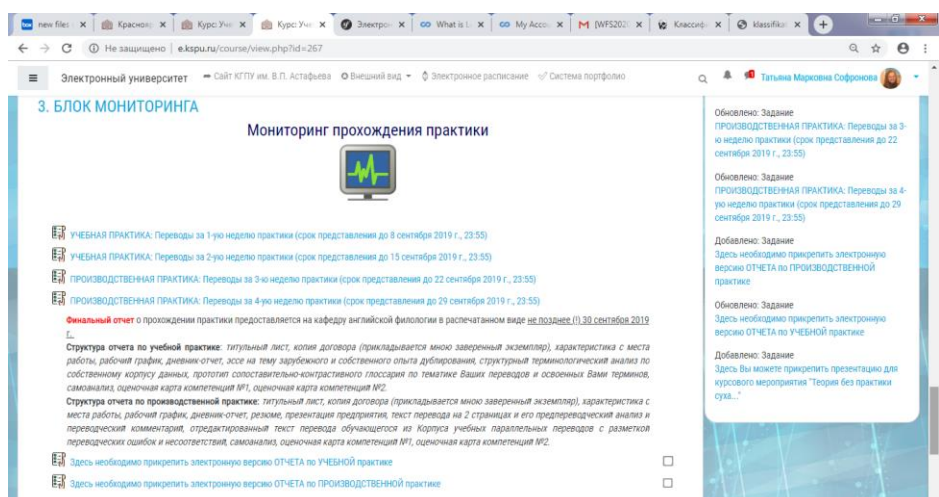 new files
Красноя
Курс: Уче
Курс: Уче
Электрон
What is L
My Accou
[WFS2020
Классиф
klassifikat
Не защищено | e.kspu.ru/course/view.php?id=267
Электронный университет
Сайт КГПУ им. В.П. Астафьева
Внешний вид
Электронное расписание
Система портфолио
Татьяна Марковна Софронова
3. БЛОК МОНИТОРИНГА
Мониторинг прохождения практики
УЧЕБНАЯ ПРАКТИКА: Переводы за 1-ую неделю практики (срок представления до 8 сентября 2019 г., 23:55)
УЧЕБНАЯ ПРАКТИКА: Переводы за 2-ую неделю практики (срок представления до 15 сентября 2019 г., 23:55)
ПРОИЗВОДСТВЕННАЯ ПРАКТИКА: Переводы за 3-ю неделю практики (срок представления до 22 сентября 2019 г., 23:55)
ПРОИЗВОДСТВЕННАЯ ПРАКТИКА: Переводы за 4-ую неделю практики (срок представления до 29 сентября 2019 г., 23:55)
Финальный отчет о прохождении практики предоставляется на кафедру английской филологии в распечатанном виде не позднее (!) 30 сентября 2019
г.
Структура отчета по учебной практике: титульный лист, копия договора (прикладывается мною заверенный экземпляр), характеристика с места
работы, рабочий график, дневник-отчет, эссе на тему зарубежного и собственного опыта дублирования, структурный терминологический анализ по
собственному корпусу данных, прототип сопоставительно-контрастивного глоссария по тематике Ваших переводов и освоенных Вами терминов,
самоанализ, оценочная карта компетенций №1, оценочная карта компетенций №2.
Структура отчета по производственной практике: титульный лист, копия договора (прикладывается мною заверенный экземпляр), характеристика с
места работы, рабочий график, дневник-отчет, резюме, презентация предприятия, текст перевода на 2 страницах и его предпереводческий анализ и
переводческий комментарий, отредактированный текст перевода обучающегося из Корпуса учебных параллельных переводов с разметкой
переводческих ошибок и несоответствий, самоанализ, оценочная карта компетенций №1, оценочная карта компетенций №2.
Здесь необходимо прикрепить электронную версию ОТЧЕТА по УЧЕБНОЙ практике
Здесь необходимо прикрепить электронную версию ОТЧЕТА по ПРОИЗВОДСТВЕННОЙ практике
Обновлено: Задание
ПРОИЗВОДСТВЕННАЯ ПРАКТИКА: Переводы за 3-
ю неделю практики (срок представления до 22
сентября 2019 г., 23:55)
Обновлено: Задание
ПРОИЗВОДСТВЕННАЯ ПРАКТИКА: Переводы за 4-
ую неделю практики (срок представления до 29
сентября 2019 г., 23:55)
Добавлено: Задание
Здесь необходимо прикрепить электронную
версию ОТЧЕТА по ПРОИЗВОДСТВЕННОЙ
практике
Обновлено: Задание
Здесь необходимо прикрепить электронную
версию ОТЧЕТА по УЧЕБНОЙ практике
Добавлено: Задание
Здесь Вы можете прикрепить презентацию для
курсового мероприятия "Теория без практики
суха..."